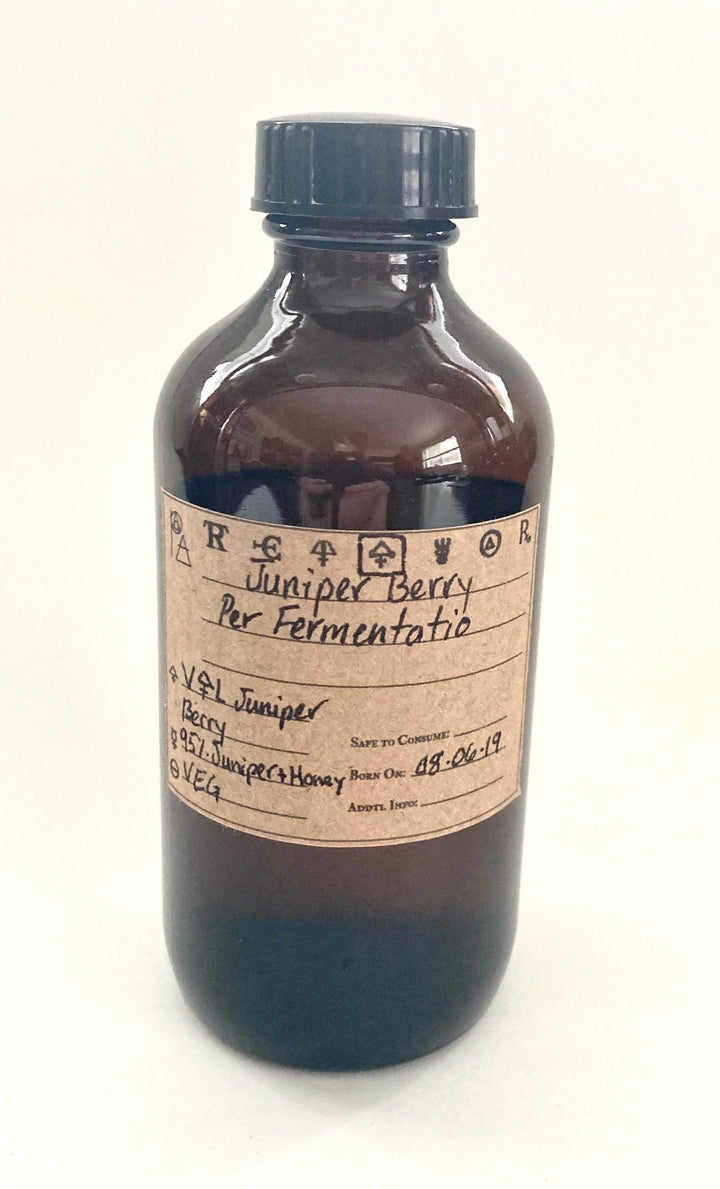 Juniper Berry
Per Fermentatio
🜍 V🜍L Juniper
Berry
☿ 95% Juniper + Honey
🜔 VEG
SAFE TO CONSUME:
BORN ON: 08·06·19
ADDTL INFO: